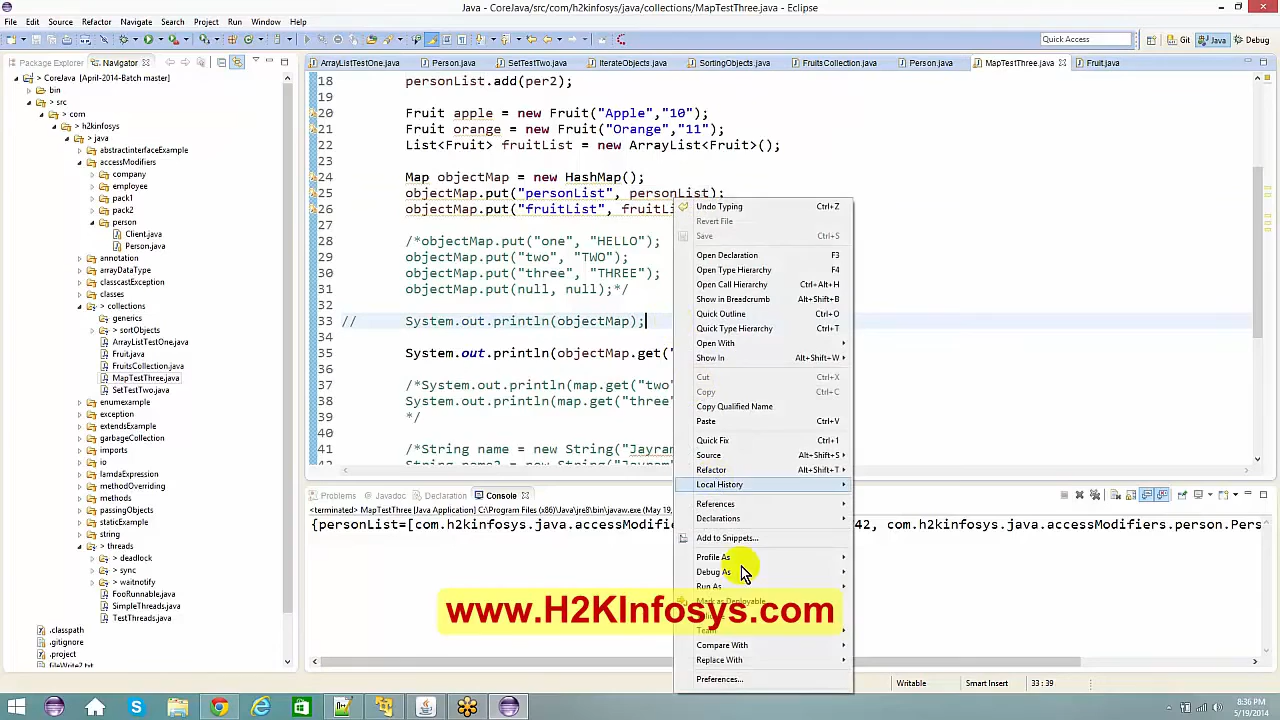 Java - CoreJava/src/com/h2kinfosys/java/collections/MapTestThree.java - Eclipse
File Edit Source Refactor Navigate Search Project Run Window Help
Quick Access
Git
Java
Debug
Package Explorer
Navigator
ArrayListTestOne.java
Person.java
SetTestTwo.java
IterateObjects.java
SortingObjects.java
FruitsCollection.java
Person.java
MapTestThree.java
Fruit.java
> CoreJava [April-2014-Batch master]
bin
> src
> com
> h2kinfosys
> java
abstractinterfaceExample
accessModifiers
company
employee
pack1
pack2
> person
Client.java
Person.java
annotation
arrayDataType
classcastException
classes
> collections
generics
> sortObjects
ArrayListTestOne.java
Fruit.java
FruitsCollection.java
MapTestThree.java
SetTestTwo.java
enumexample
exception
extendsExample
garbageCollection
imports
io
lamdaExpression
methodOverriding
methods
passingObjects
staticExample
string
> threads
> deadlock
> sync
> waitnotify
FooRunnable.java
SimpleThreads.java
TestThreads.java
.classpath
.gitignore
.project
18 personList.add(per2);
19
20 Fruit apple = new Fruit("Apple","10");
21 Fruit orange = new Fruit("Orange","11");
22 List<Fruit> fruitList = new ArrayList<Fruit>();
23
24 Map objectMap = new HashMap();
25 objectMap.put("personList", personList);
26 objectMap.put("fruitList", fruitLi
27
28 /*objectMap.put("one", "HELLO");
29 objectMap.put("two", "TWO");
30 objectMap.put("three", "THREE");
31 objectMap.put(null, null);*/
32
33 // System.out.println(objectMap);
34
35 System.out.println(objectMap.get("
36
37 /*System.out.println(map.get("two"
38 System.out.println(map.get("three"
39 */
40
41 /*String name = new String("Jayram
Undo Typing Ctrl+Z
Revert File
Save Ctrl+S
Open Declaration F3
Open Type Hierarchy F4
Open Call Hierarchy Ctrl+Alt+H
Show in Breadcrumb Alt+Shift+B
Quick Outline Ctrl+O
Quick Type Hierarchy Ctrl+T
Open With
Show In Alt+Shift+W
Cut Ctrl+X
Copy Ctrl+C
Copy Qualified Name
Paste Ctrl+V
Quick Fix Ctrl+1
Source Alt+Shift+S
Refactor Alt+Shift+T
Local History
References
Declarations
Add to Snippets...
Profile As
Debug As
Run As
Mark as Deployable
Team
Compare With
Replace With
Preferences...
Problems
Javadoc
Declaration
Console
<terminated> MapTestThree [Java Application] C:\Program Files (x86)\Java\jre8\bin\javaw.exe (May 19,
{personList=[com.h2kinfosys.java.accessModifi
42, com.h2kinfosys.java.accessModifiers.person.Pers
www.H2KInfosys.com
Writable
Smart Insert
33 : 39
8:36 PM
5/19/2014